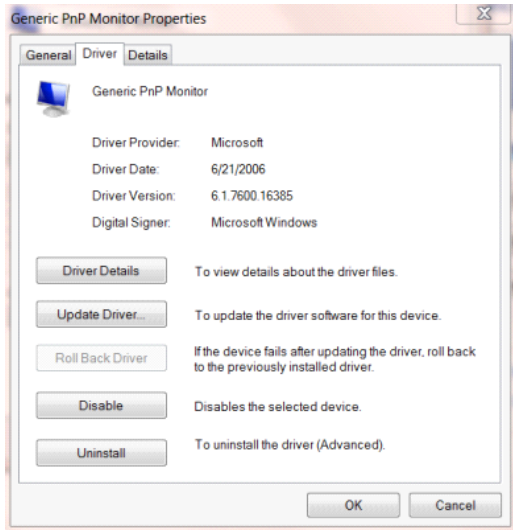 Generic PnP Monitor Properties
General Driver Details
Generic PnP Monitor
Driver Provider: Microsoft
Driver Date: 6/21/2006
Driver Version: 6.1.7600.16385
Digital Signer: Microsoft Windows
Driver Details To view details about the driver files.
Update Driver... To update the driver software for this device.
Roll Back Driver If the device fails after updating the driver, roll back
to the previously installed driver.
Disable Disables the selected device.
Uninstall To uninstall the driver (Advanced).
OK Cancel